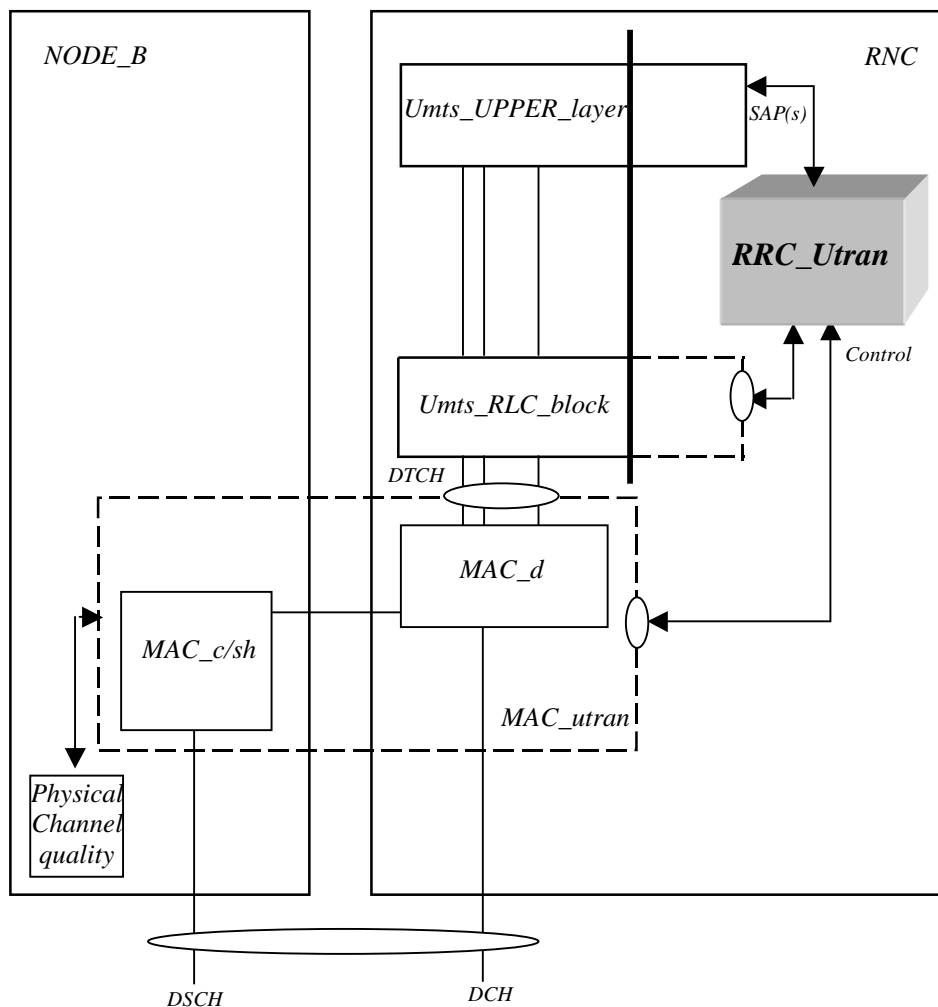 NODE_B
RNC
Umts_UPPER_layer
SAP(s)
RRC_Utran
Control
Umts_RLC_block
DTCH
MAC_d
MAC_c/sh
MAC_utran
Physical
Channel
quality
DSCH
DCH